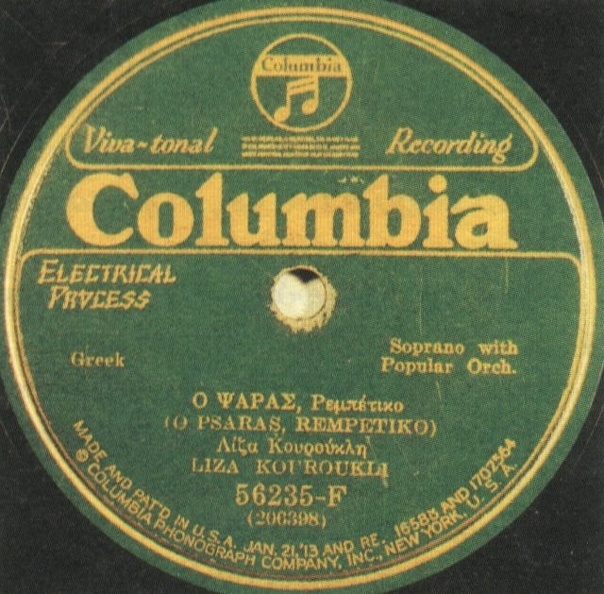 Columbia
Viva-tonal Recording
Columbia
ELECTRICAL
PROCESS
Greek
Soprano with
Popular Orch.
Ο ΨΑΡΑΣ, Ρεμπέτικο
(O PSARAS, REMPETIKO)
Λίζα Κουρούκλη
LIZA KOUROUKLI
56235-F
(206398)
MADE AND PAT'D IN U.S.A. JAN. 21,'13 AND RE. 16588 AND 1702564
© COLUMBIA PHONOGRAPH COMPANY, INC., NEW YORK, U.S.A.